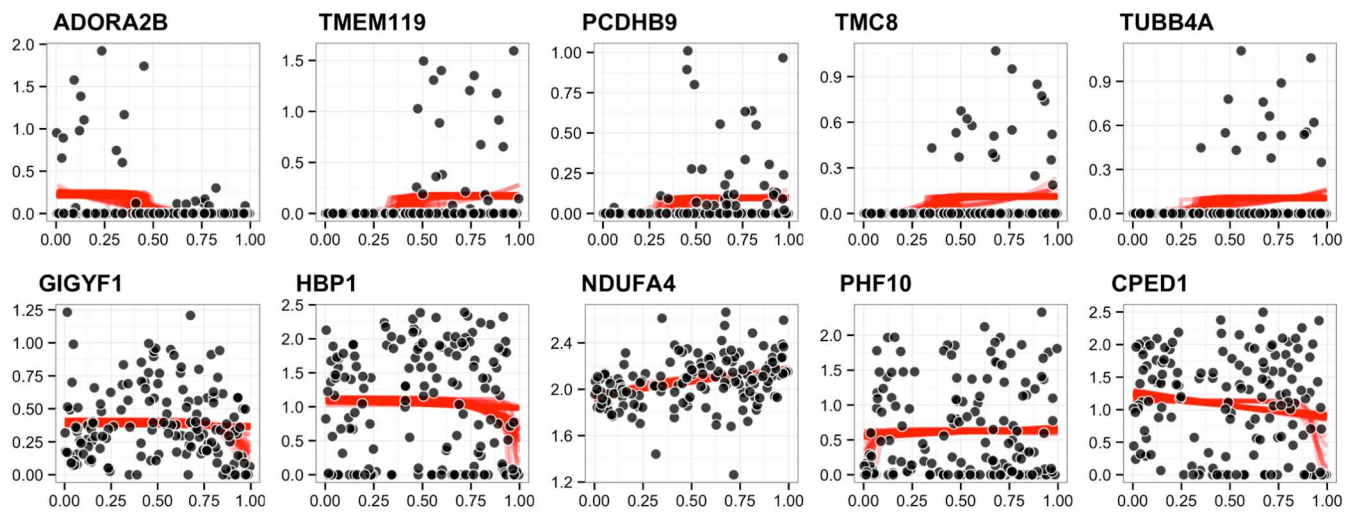 ADORA2B TMEM119 PCDHB9 TMC8 TUBB4A
2.0 1.5 1.0 0.5 0.0
1.5 1.0 0.5 0.0
1.00 0.75 0.50 0.25 0.00
0.9 0.6 0.3 0.0
0.9 0.6 0.3 0.0
0.00 0.25 0.50 0.75 1.00 0.00 0.25 0.50 0.75 1.00 0.00 0.25 0.50 0.75 1.00 0.00 0.25 0.50 0.75 1.00 0.00 0.25 0.50 0.75 1.00
GIGYF1 HBP1 NDUFA4 PHF10 CPED1
1.25 1.00 0.75 0.50 0.25 0.00
2.5 2.0 1.5 1.0 0.5 0.0
2.4 2.0 1.6 1.2
2.0 1.5 1.0 0.5 0.0
2.5 2.0 1.5 1.0 0.5 0.0
0.00 0.25 0.50 0.75 1.00 0.00 0.25 0.50 0.75 1.00 0.00 0.25 0.50 0.75 1.00 0.00 0.25 0.50 0.75 1.00 0.00 0.25 0.50 0.75 1.00